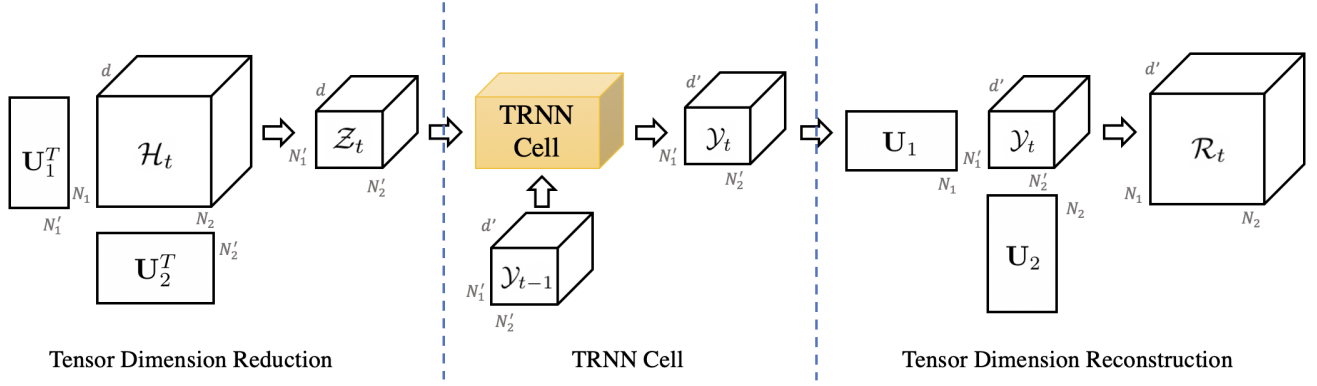 d
U₁ᵀ
ℋₜ
N₁
N₁′
N₂
U₂ᵀ
N₂′
d
𝒵ₜ
N₁′
N₂′
Tensor Dimension Reduction
TRNN
Cell
d'
𝒴ₜ₋₁
N₁′
N₂′
d'
𝒴ₜ
N₁′
N₂′
TRNN Cell
U₁
N₁
d'
𝒴ₜ
N₁′
N₂′
N₂
U₂
d'
ℛₜ
N₁
N₂
Tensor Dimension Reconstruction